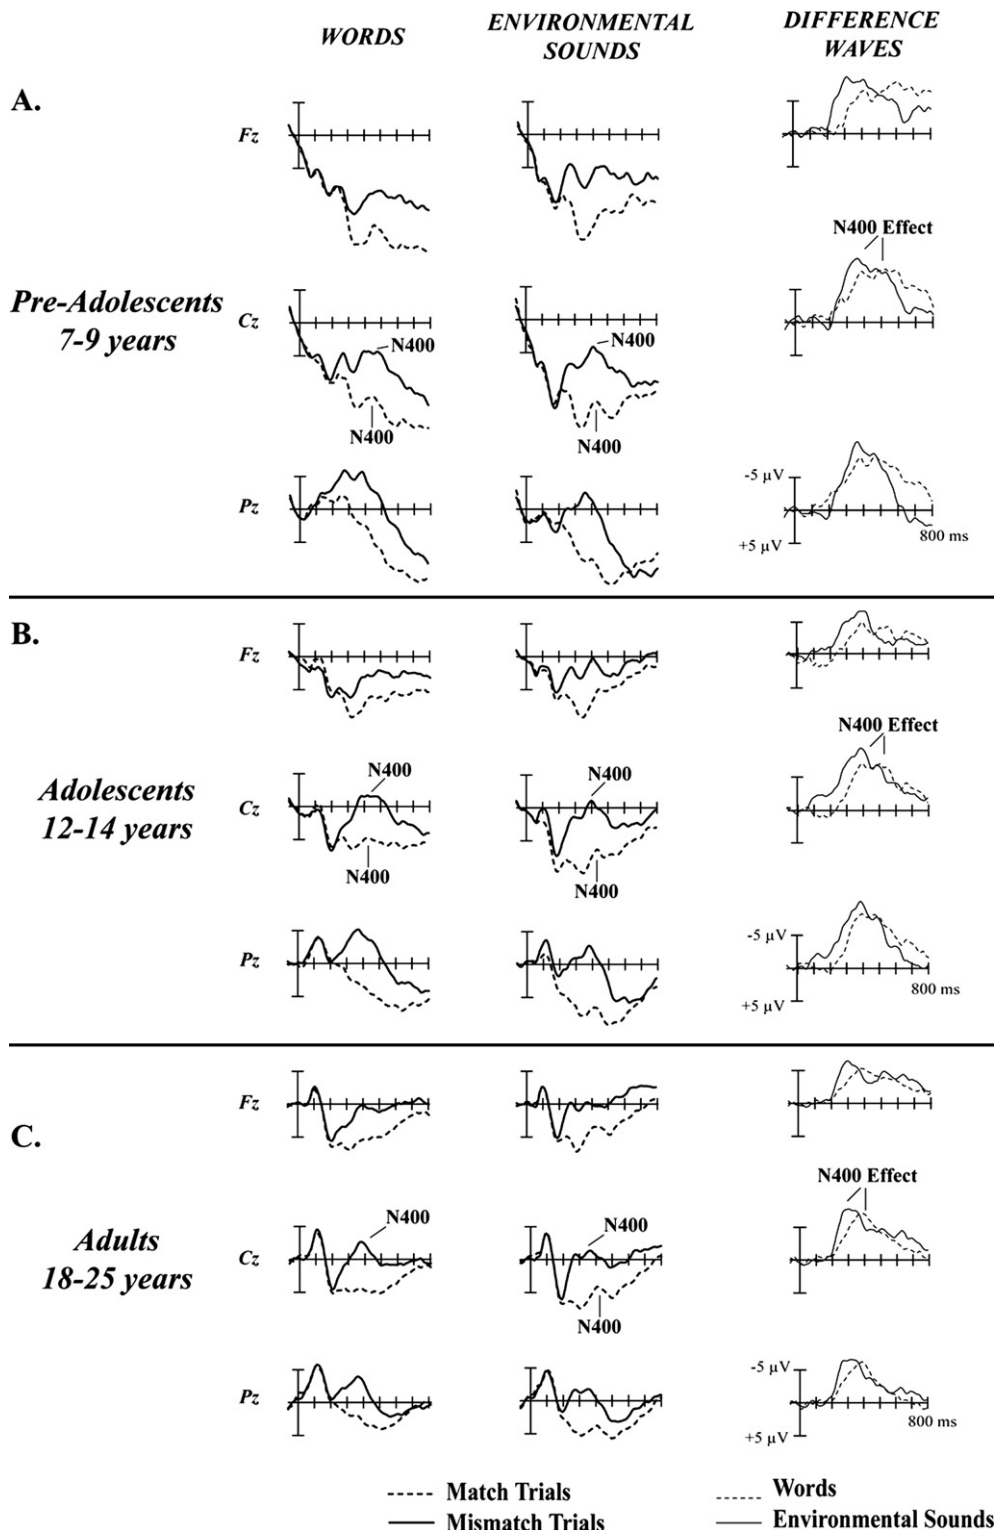 WORDS
ENVIRONMENTAL
SOUNDS
DIFFERENCE
WAVES
A.
Fz
Pre-Adolescents
7-9 years
Cz
N400
N400
N400
N400
N400 Effect
Pz
-5 µV
+5 µV
800 ms
B.
Fz
Adolescents
12-14 years
Cz
N400
N400
N400
N400
N400 Effect
Pz
-5 µV
+5 µV
800 ms
C.
Fz
Adults
18-25 years
Cz
N400
N400
N400
N400 Effect
Pz
-5 µV
+5 µV
800 ms
Match Trials
Mismatch Trials
Words
Environmental Sounds